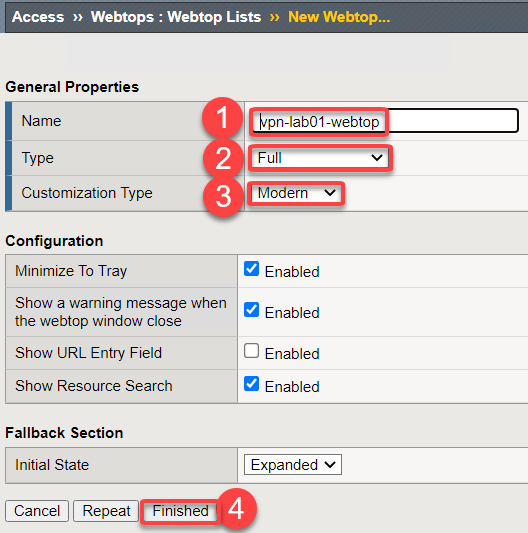 Access ›› Webtops : Webtop Lists ›› New Webtop...
General Properties
Name 1 vpn-lab01-webtop
Type 2 Full
Customization Type 3 Modern
Configuration
Minimize To Tray Enabled
Show a warning message when
the webtop window close Enabled
Show URL Entry Field Enabled
Show Resource Search Enabled
Fallback Section
Initial State Expanded
Cancel Repeat Finished 4